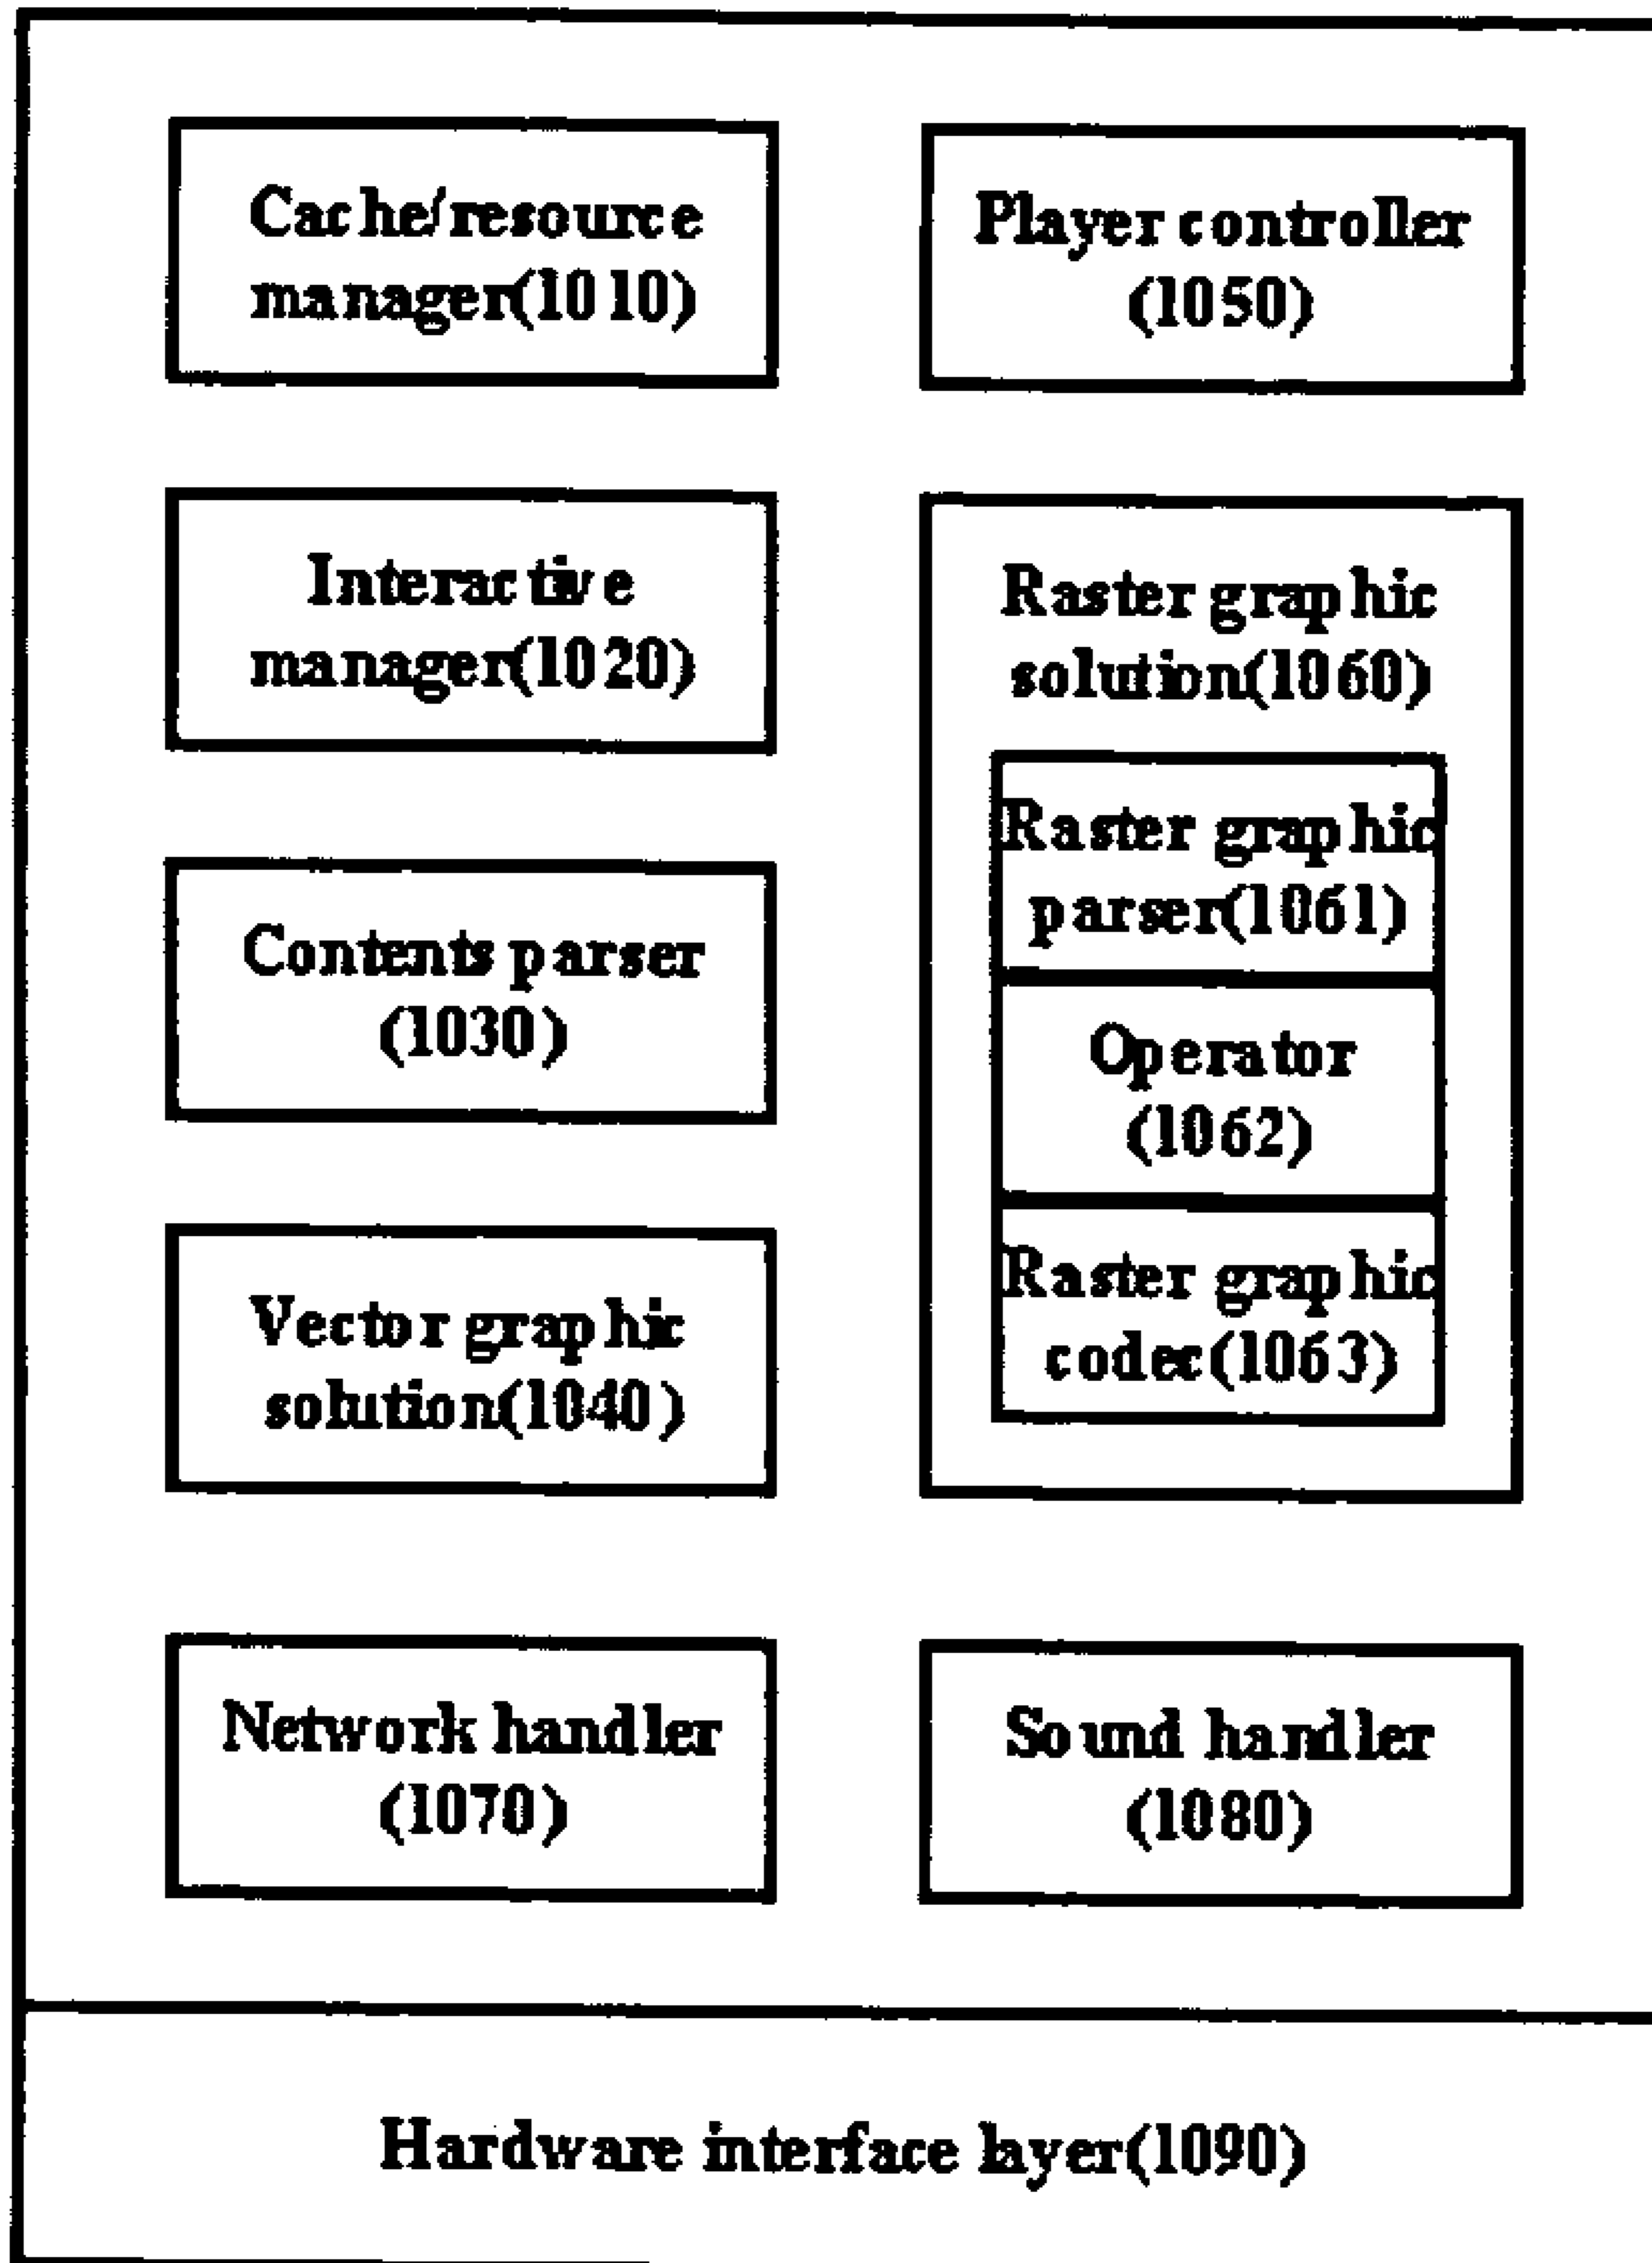 Cache/resource
manager(1010)
Player controller
(1050)
Interactive
manager(1020)
Raster graphic
solution(1060)
Raster graphic
parser(1061)
Operator
(1062)
Raster graphic
codec(1063)
Contents parser
(1030)
Vector graphic
solution(1040)
Network handler
(1070)
Sound handler
(1080)
Hardware interface layer(1090)